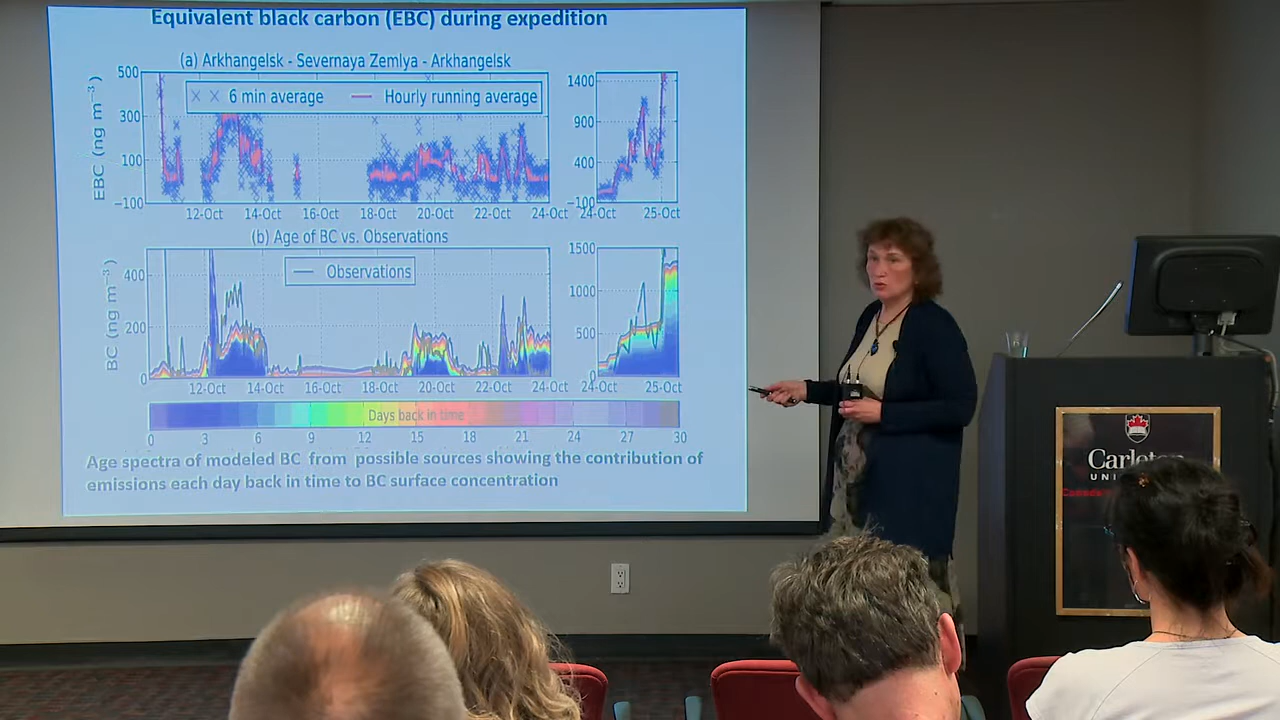 Equivalent black carbon (EBC) during expedition
(a) Arkhangelsk - Severnaya Zemlya - Arkhangelsk
EBC (ng m⁻³)
500
300
100
−100
× × 6 min average — Hourly running average
12-Oct 14-Oct 16-Oct 18-Oct 20-Oct 22-Oct 24-Oct
1400
900
400
−100
24-Oct 25-Oct
(b) Age of BC vs. Observations
BC (ng m⁻³)
400
200
0
— Observations
12-Oct 14-Oct 16-Oct 18-Oct 20-Oct 22-Oct 24-Oct
1500
1000
500
0
24-Oct 25-Oct
Days back in time
0 3 6 9 12 15 18 21 24 27 30
Age spectra of modeled BC from possible sources showing the contribution of
emissions each day back in time to BC surface concentration
Carleton
UNI
Canada